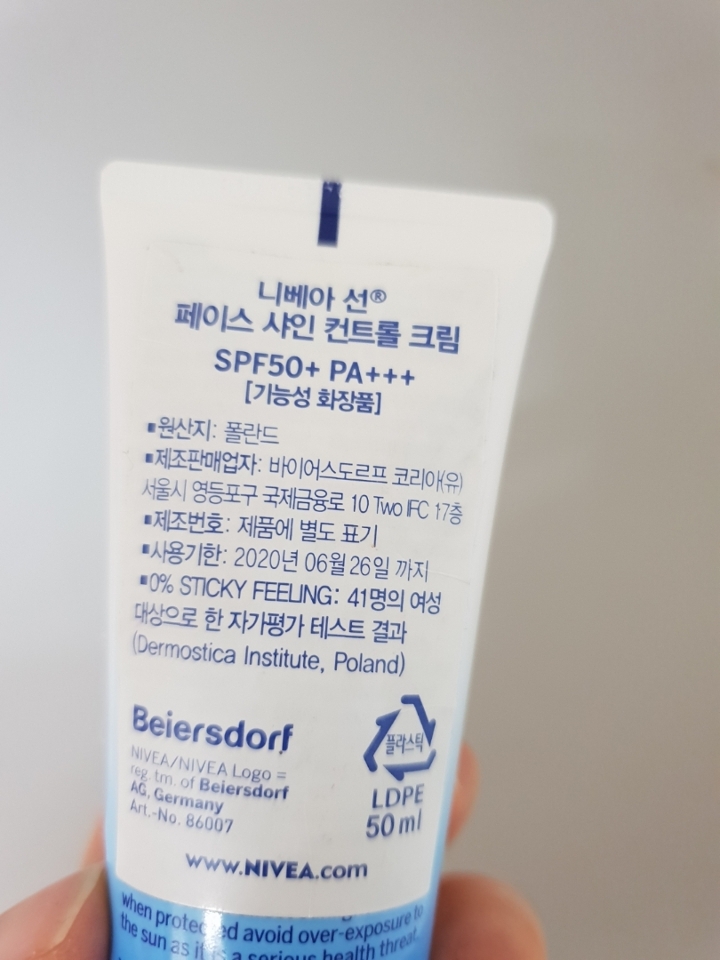 니베아 선®
페이스 샤인 컨트롤 크림
SPF50+ PA+++
[기능성 화장품]
▪원산지: 폴란드
▪제조판매업자: 바이어스도르프 코리아(유)
서울시 영등포구 국제금융로 10 Two IFC 17층
▪제조번호: 제품에 별도 표기
▪사용기한: 2020년 06월 26일 까지
▪0% STICKY FEELING: 41명의 여성
대상으로 한 자가평가 테스트 결과
(Dermostica Institute, Poland)
Beiersdorf
NIVEA/NIVEA Logo =
reg. tm. of Beiersdorf
AG, Germany
Art.-No. 86007
플라스틱
LDPE
50 ml
www.NIVEA.com
when protected avoid over-exposure to
the sun as it is a serious health threat.